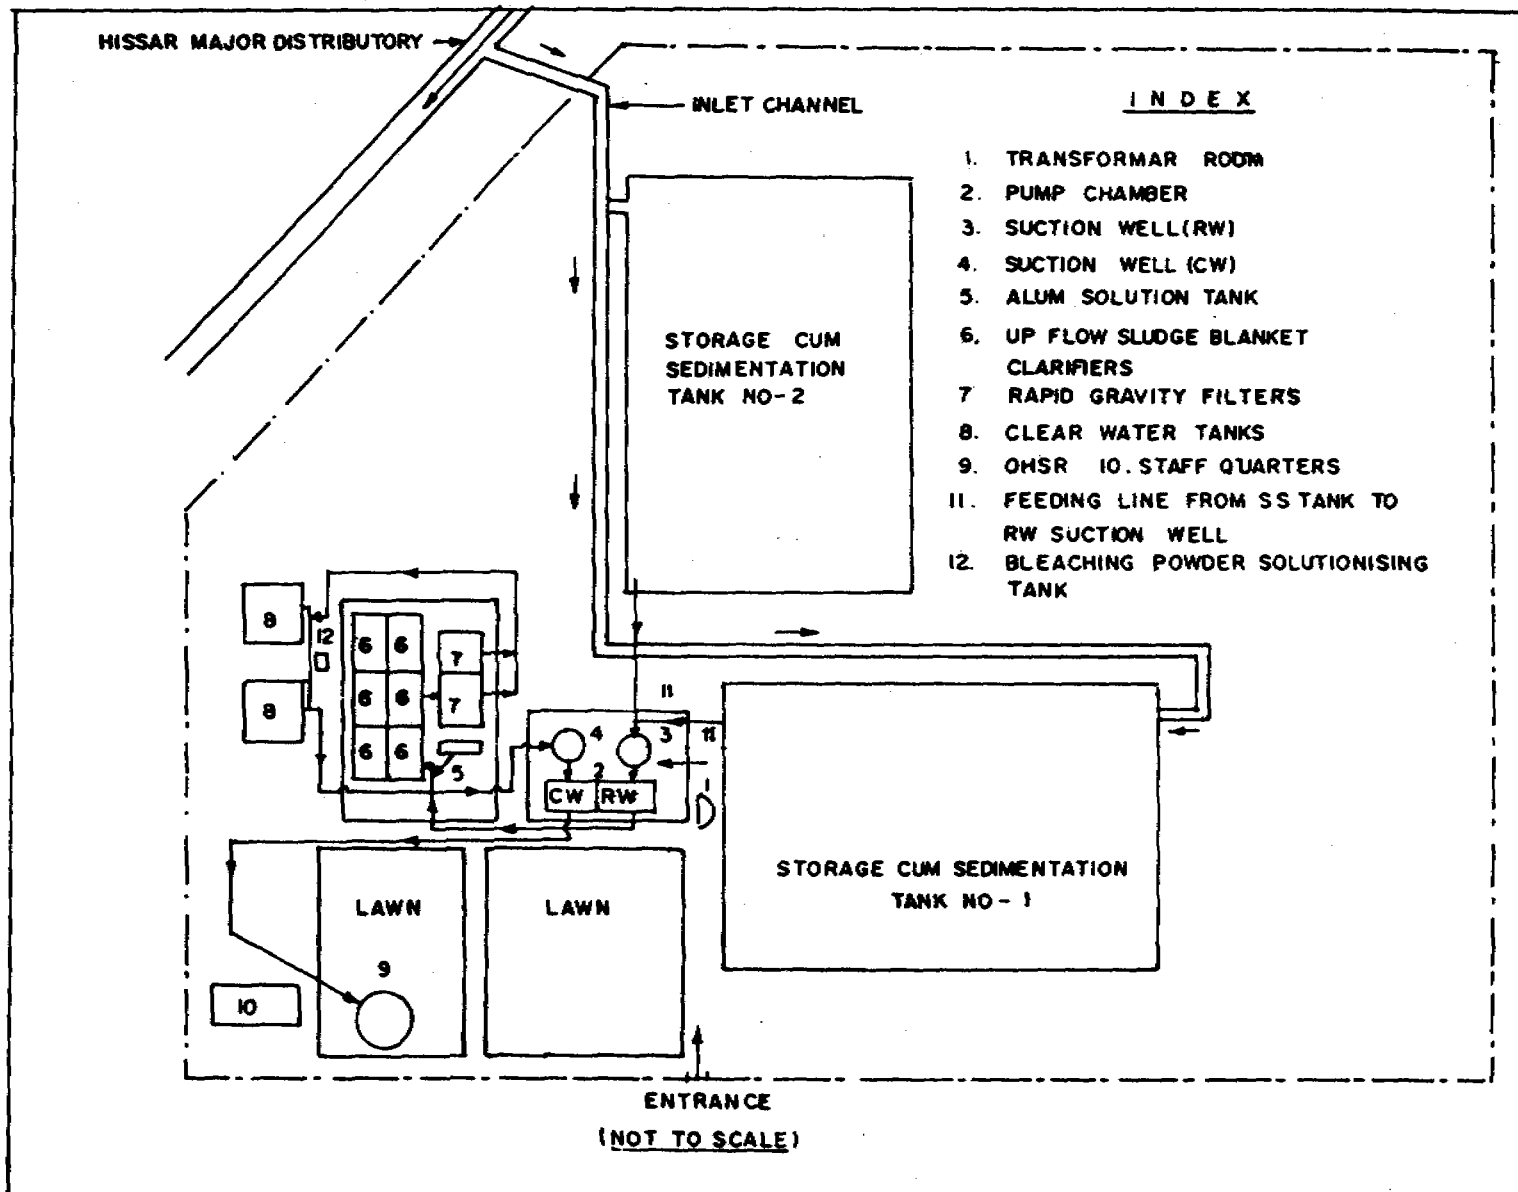 HISSAR MAJOR DISTRIBUTORY
INLET CHANNEL
INDEX
1. TRANSFORMAR ROOM
2. PUMP CHAMBER
3. SUCTION WELL(RW)
4. SUCTION WELL (CW)
5. ALUM SOLUTION TANK
6. UP FLOW SLUDGE BLANKET
CLARIFIERS
7 RAPID GRAVITY FILTERS
8. CLEAR WATER TANKS
9. OHSR 10. STAFF QUARTERS
11. FEEDING LINE FROM SS TANK TO
RW SUCTION WELL
12. BLEACHING POWDER SOLUTIONISING
TANK
STORAGE CUM
SEDIMENTATION
TANK NO-2
8
12
6 6
7
6 6
7
8
6 6
5
11
11
4
3
2
1
CW RW
STORAGE CUM SEDIMENTATION
TANK NO-1
LAWN
LAWN
9
10
ENTRANCE
(NOT TO SCALE)